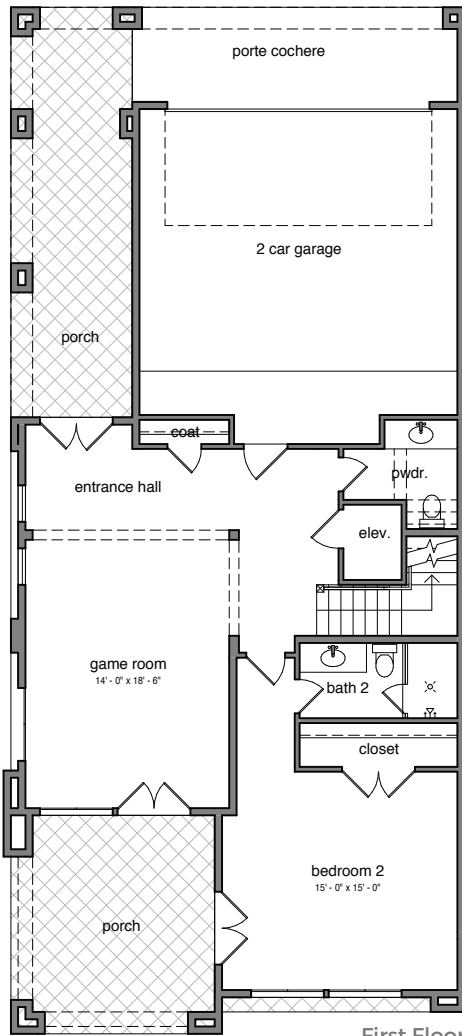 porte cochere
2 car garage
porch
coat
entrance hall
pwdr.
elev.
game room
14' - 0" x 18' - 6"
bath 2
closet
bedroom 2
15' - 0" x 15' - 0"
porch
First Floor